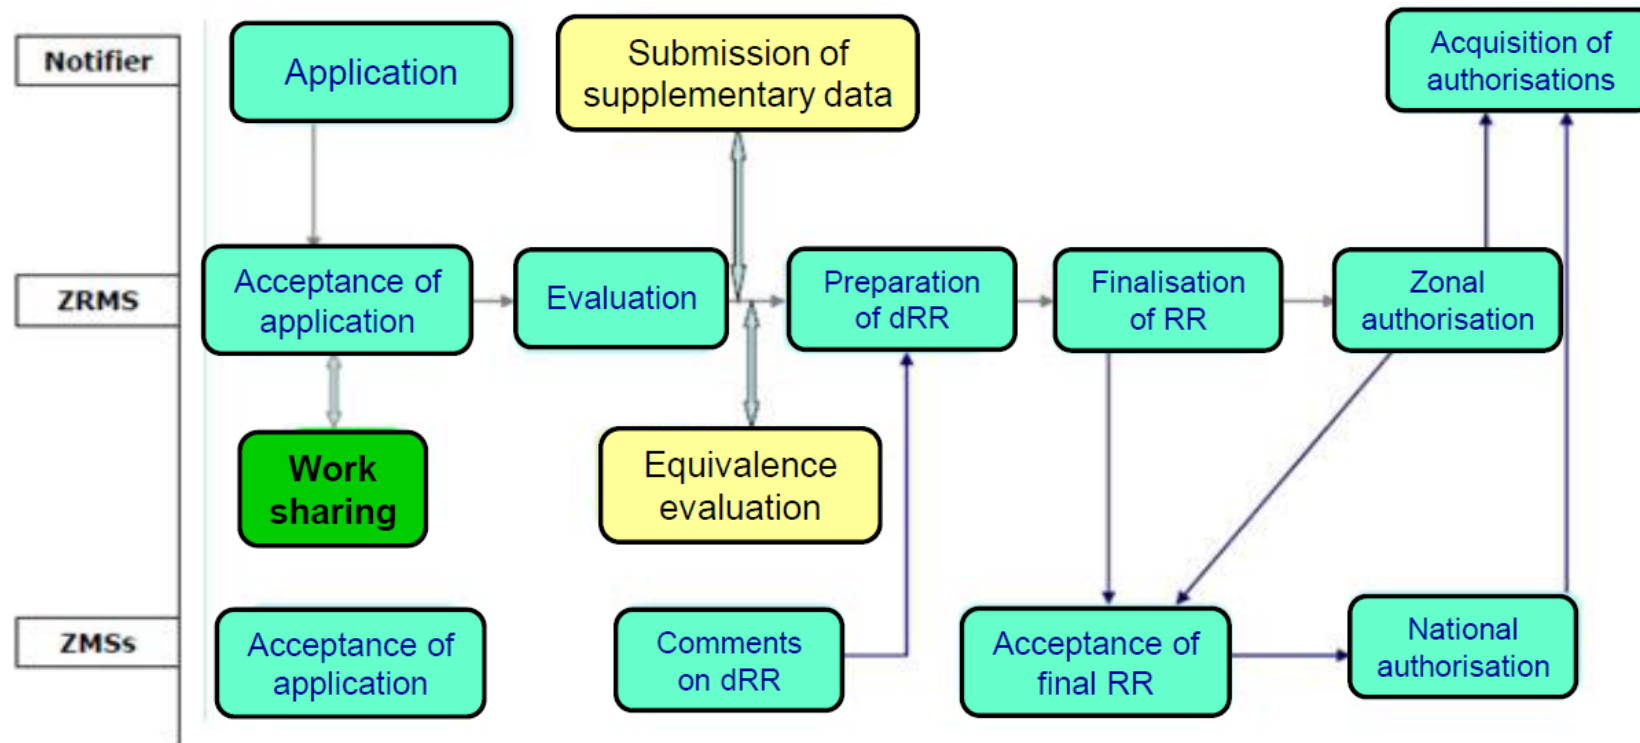 Notifier
Application
Submission of
supplementary data
Acquisition of
authorisations
ZRMS
Acceptance of
application
Evaluation
Preparation
of dRR
Finalisation
of RR
Zonal
authorisation
Work
sharing
Equivalence
evaluation
ZMSs
Acceptance of
application
Comments
on dRR
Acceptance of
final RR
National
authorisation